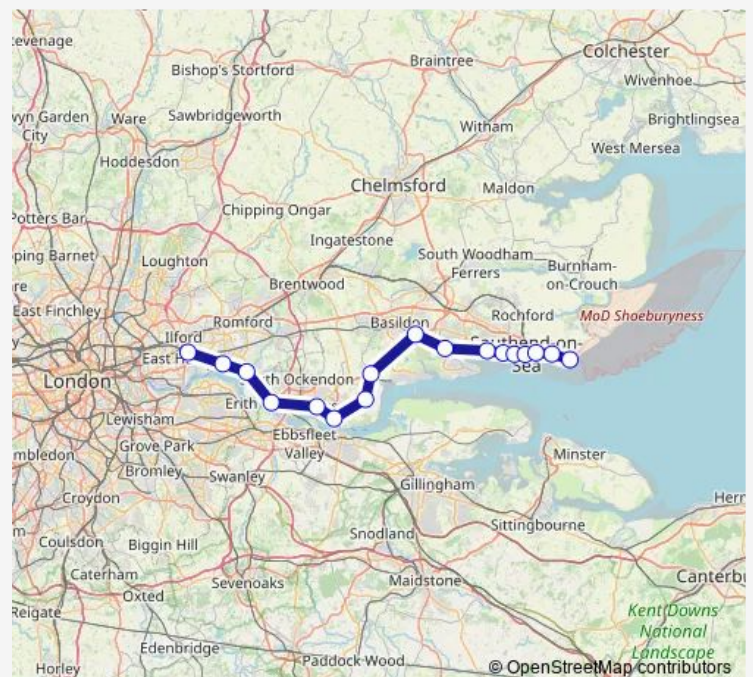 tevenage
Colchester
Braintree
Bishop's Stortford
Wivenhoe
wyn Garden
City
Ware
Sawbridgeworth
Brightlingsea
Witham
West Mersea
Hoddesdon
Chelmsford
Maldon
Potters Bar
Chipping Ongar
Ingatestone
ping Barnet
Loughton
South Woodham
Ferrers
Burnham-
on-Crouch
re
Brentwood
East Finchley
Romford
Basildon
Rochford
MoD Shoeburyness
Ilford
Southend-on-
Sea
East H
London
th Ockendon
Erith
Lewisham
Ebbsfleet
Valley
Grove Park
mbledon
Bromley
Swanley
Minster
Gillingham
Croydon
Hern
Sittingbourne
m
Coulsdon
Biggin Hill
Snodland
Caterham
Sevenoaks
Maidstone
Canterbu
Oxted
Reigate
Kent Downs
National
Landscape
Edenbridge
Paddock Wood
Horley
© OpenStreetMap contributors